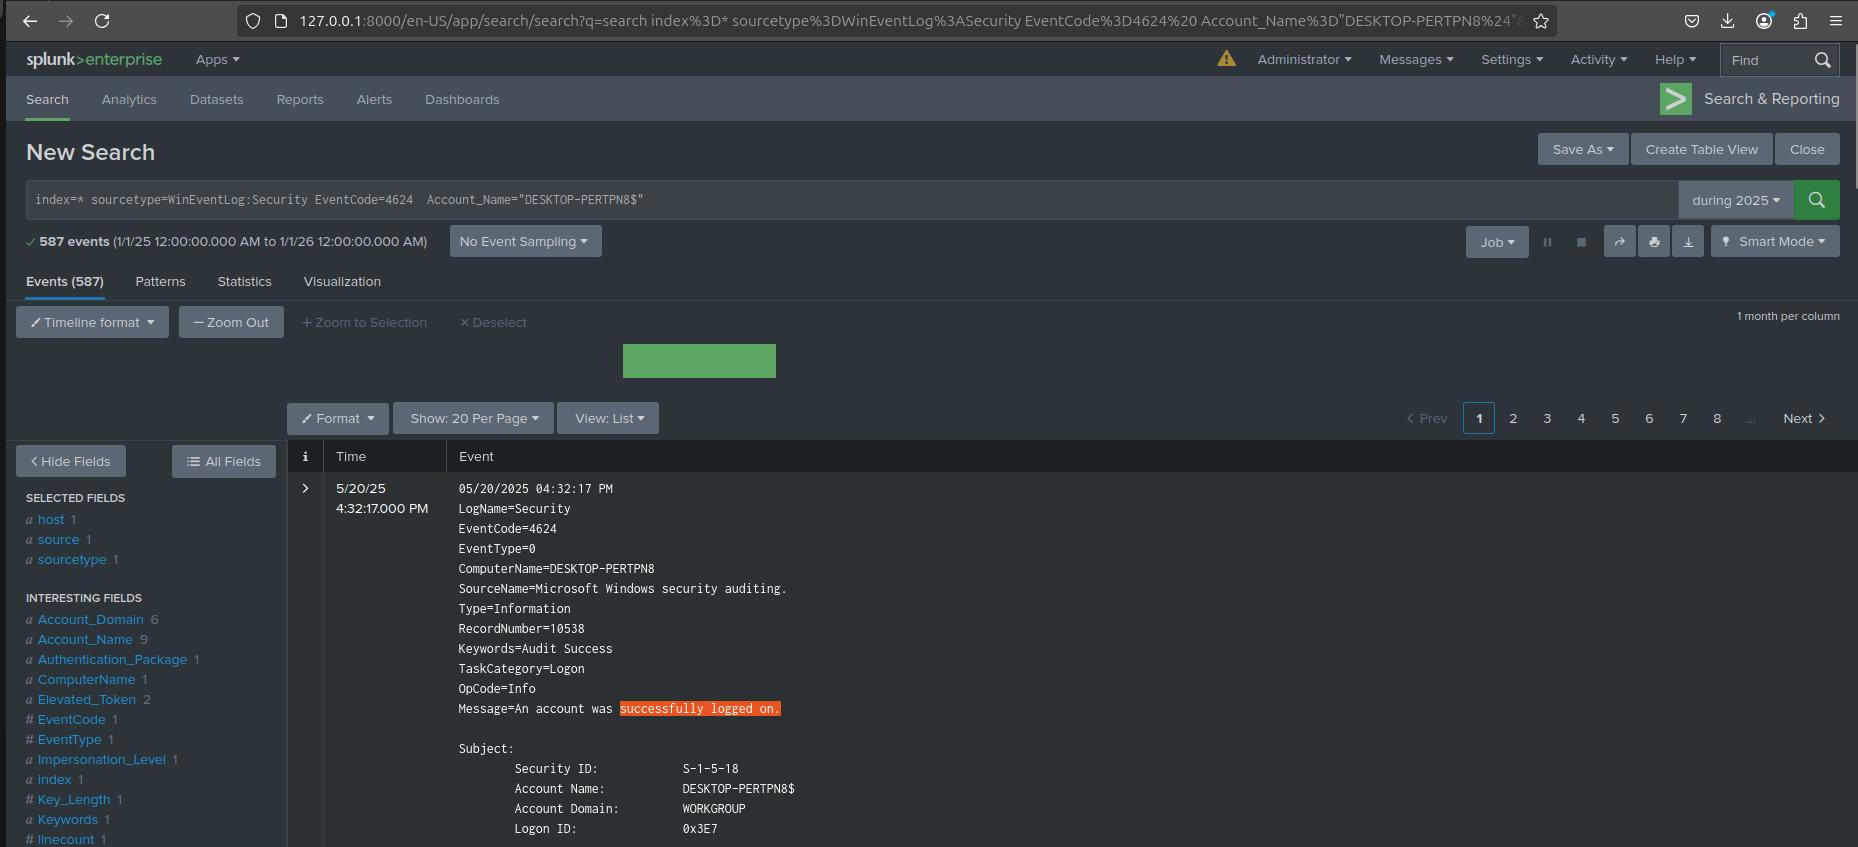 127.0.0.1:8000/en-US/app/search/search?q=search index%3D* sourcetype%3DWinEventLog%3ASecurity EventCode%3D4624%20 Account_Name%3D"DESKTOP-PERTPN8%24"&
splunk>enterprise Apps Administrator Messages Settings Activity Help Find
Search Analytics Datasets Reports Alerts Dashboards Search & Reporting
New Search Save As Create Table View Close
index=* sourcetype=WinEventLog:Security EventCode=4624  Account_Name="DESKTOP-PERTPN8$" during 2025
587 events (1/1/25 12:00:00.000 AM to 1/1/26 12:00:00.000 AM) No Event Sampling Job Smart Mode
Events (587) Patterns Statistics Visualization
Timeline format — Zoom Out + Zoom to Selection × Deselect 1 month per column
Format Show: 20 Per Page View: List < Prev 1 2 3 4 5 6 7 8 ... Next >
< Hide Fields All Fields i Time Event
SELECTED FIELDS
a host 1
a source 1
a sourcetype 1
INTERESTING FIELDS
a Account_Domain 6
a Account_Name 9
a Authentication_Package 1
a ComputerName 1
a Elevated_Token 2
# EventCode 1
# EventType 1
a Impersonation_Level 1
a index 1
# Key_Length 1
a Keywords 1
# linecount 1
> 5/20/25
4:32:17.000 PM
05/20/2025 04:32:17 PM
LogName=Security
EventCode=4624
EventType=0
ComputerName=DESKTOP-PERTPN8
SourceName=Microsoft Windows security auditing.
Type=Information
RecordNumber=10538
Keywords=Audit Success
TaskCategory=Logon
OpCode=Info
Message=An account was successfully logged on.
Subject:
Security ID: S-1-5-18
Account Name: DESKTOP-PERTPN8$
Account Domain: WORKGROUP
Logon ID: 0x3E7